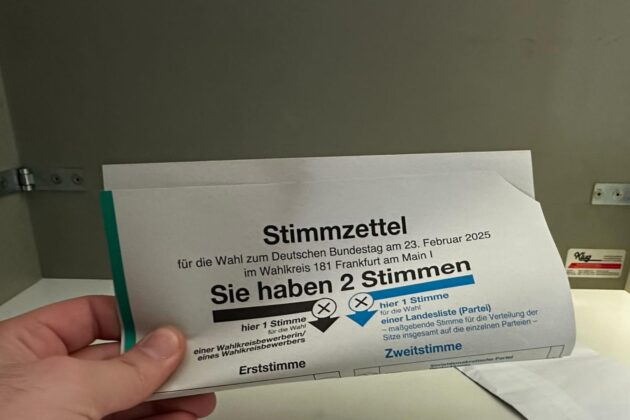 Stimmzettel
für die Wahl zum Deutschen Bundestag am 23. Februar 2025
im Wahlkreis 181 Frankfurt am Main I
Sie haben 2 Stimmen
hier 1 Stimme
für die Wahl
einer Wahlkreisbewerberin/
eines Wahlkreisbewerbers
Erststimme
hier 1 Stimme
für die Wahl
einer Landesliste (Partei)
– maßgebende Stimme für die Verteilung der
Sitze insgesamt auf die einzelnen Parteien –
Zweitstimme